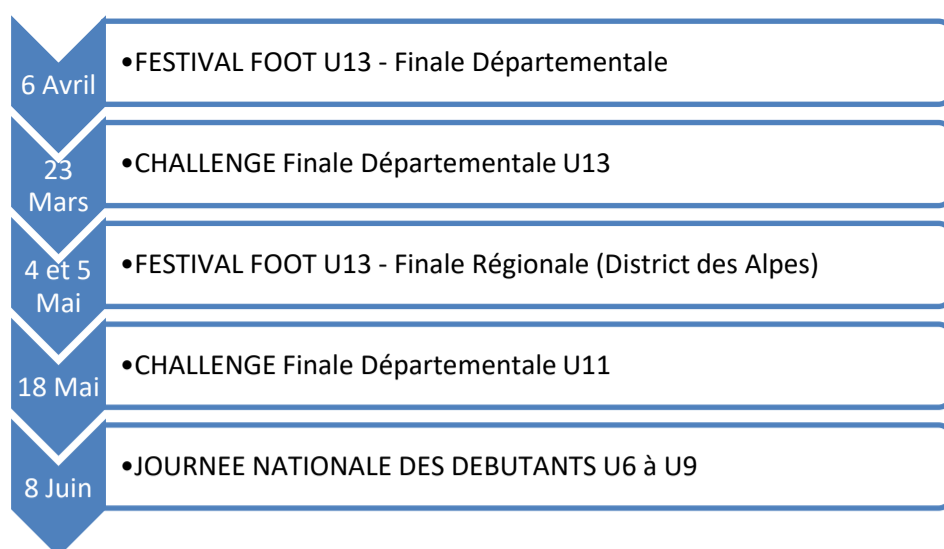 6 Avril
•FESTIVAL FOOT U13 - Finale Départementale
23
Mars
•CHALLENGE Finale Départementale U13
4 et 5
Mai
•FESTIVAL FOOT U13 - Finale Régionale (District des Alpes)
18 Mai
•CHALLENGE Finale Départementale U11
8 Juin
•JOURNEE NATIONALE DES DEBUTANTS U6 à U9